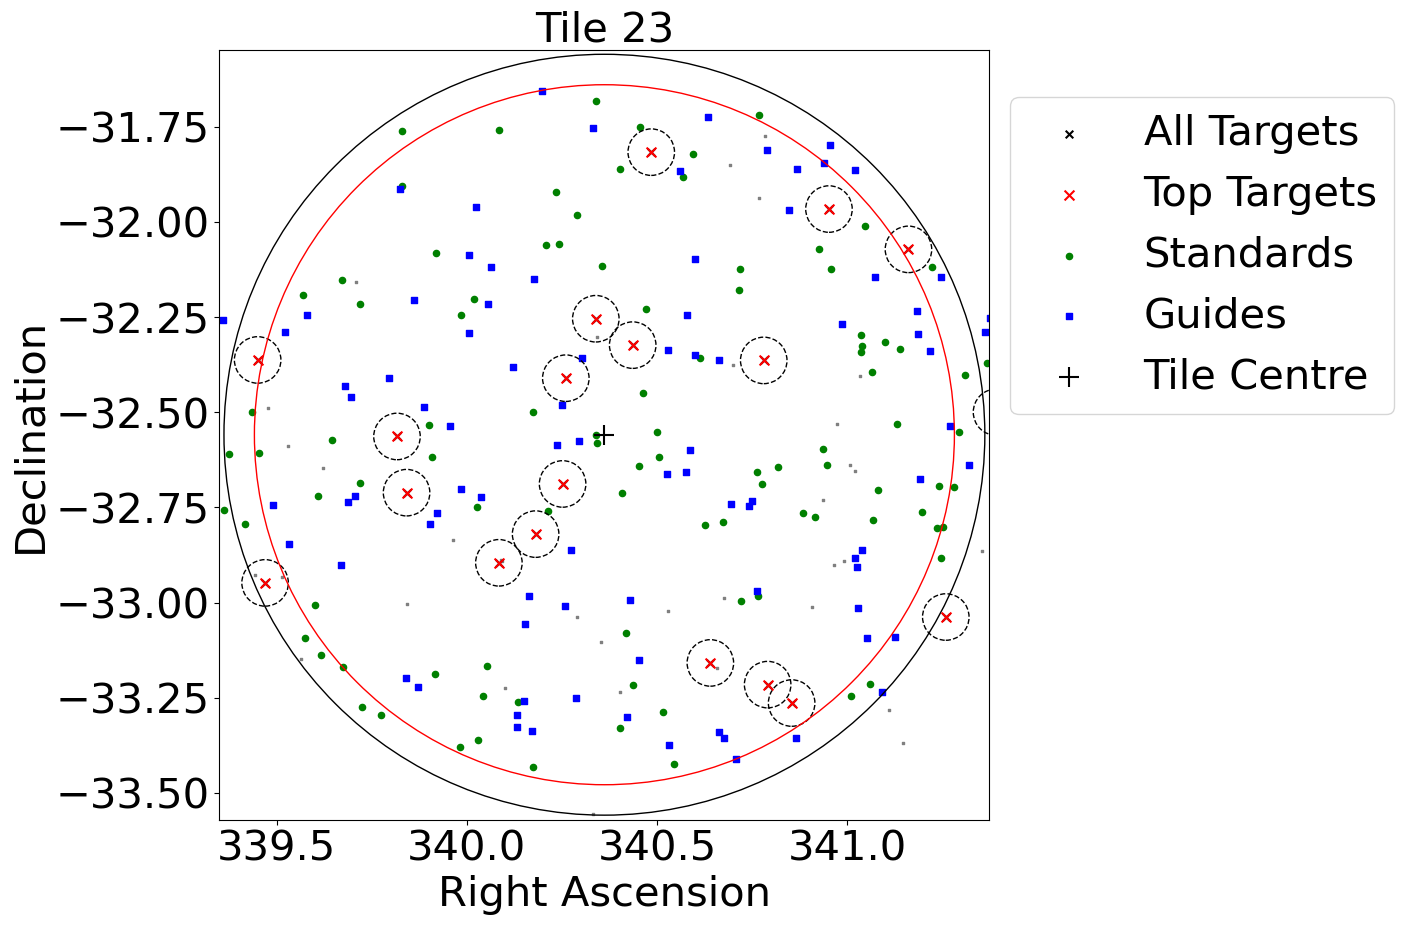 Tile 23
−31.75
−32.00
−32.25
−32.50
−32.75
−33.00
−33.25
−33.50
Declination
339.5
340.0
340.5
341.0
Right Ascension
All Targets
Top Targets
Standards
Guides
Tile Centre